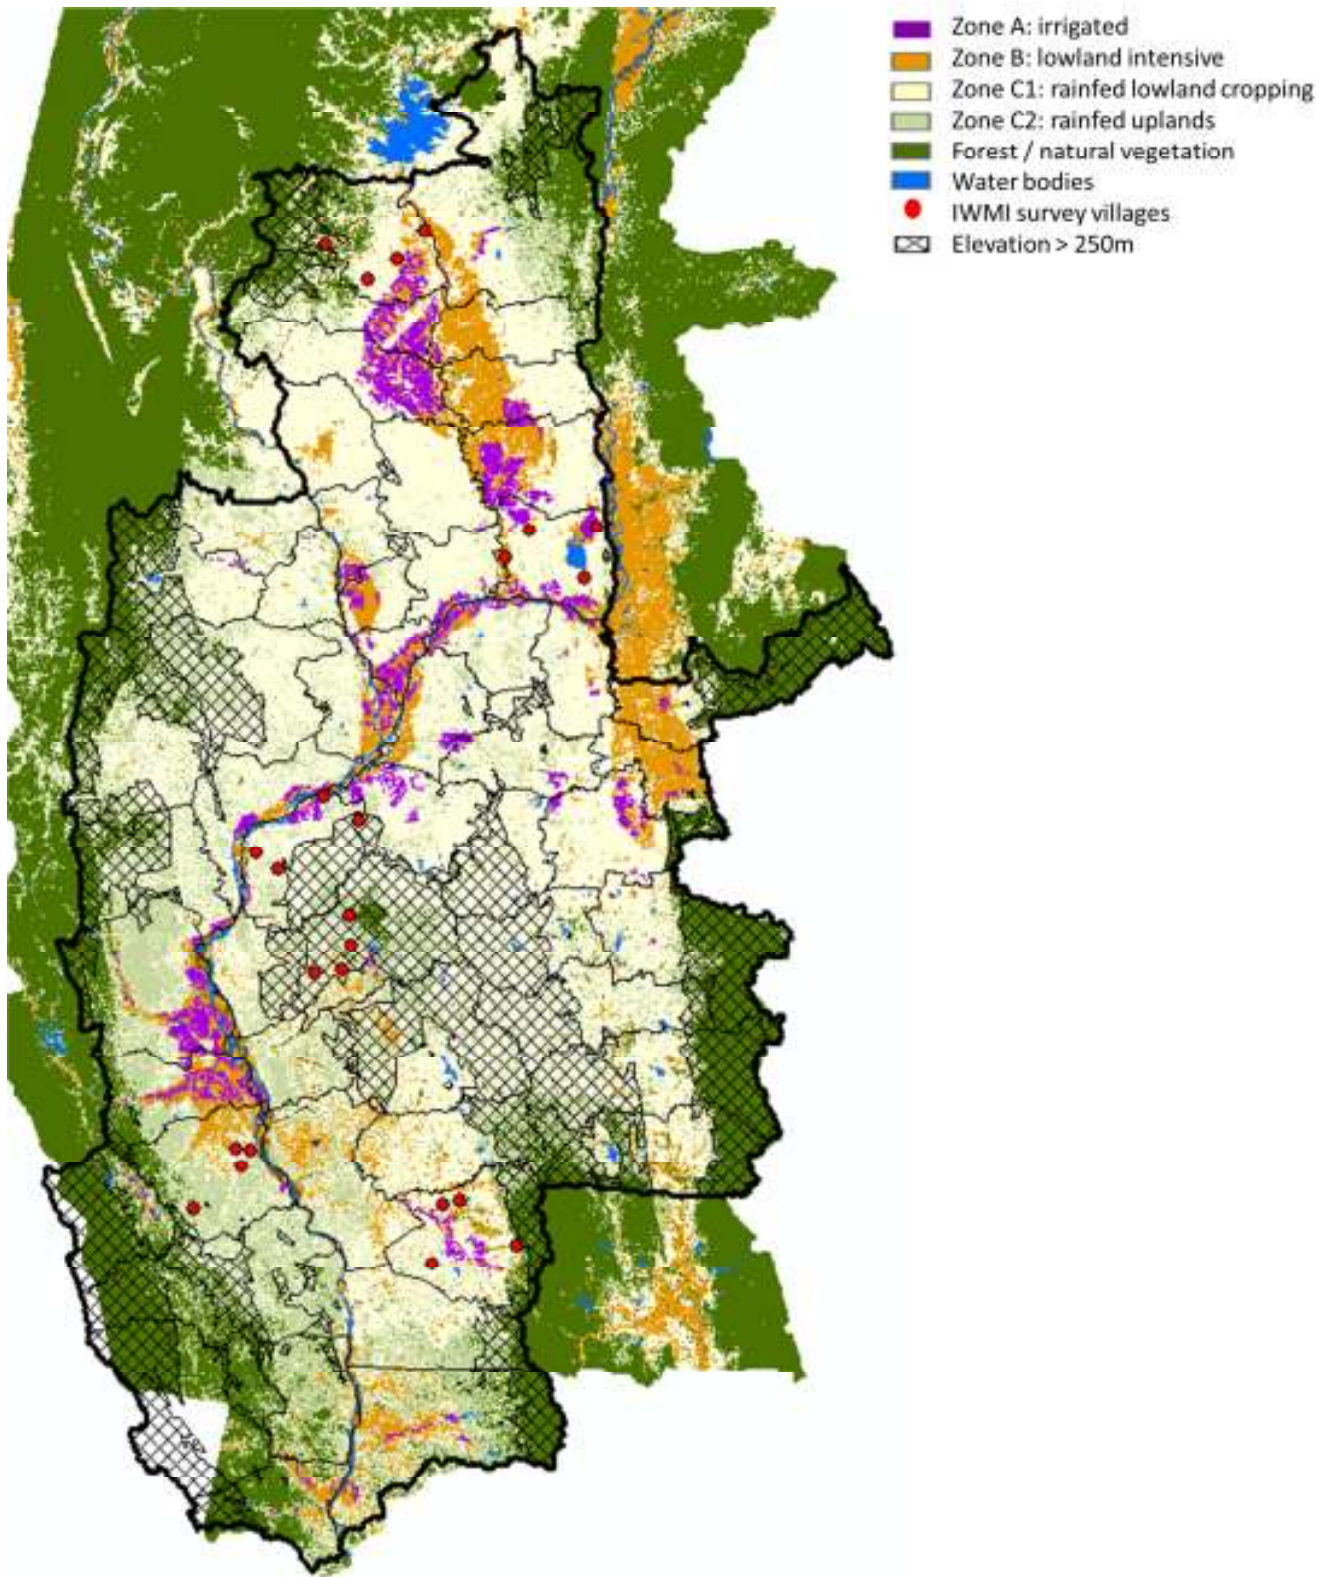 Zone A: irrigated
Zone B: lowland intensive
Zone C1: rainfed lowland cropping
Zone C2: rainfed uplands
Forest / natural vegetation
Water bodies
IWMI survey villages
Elevation > 250m